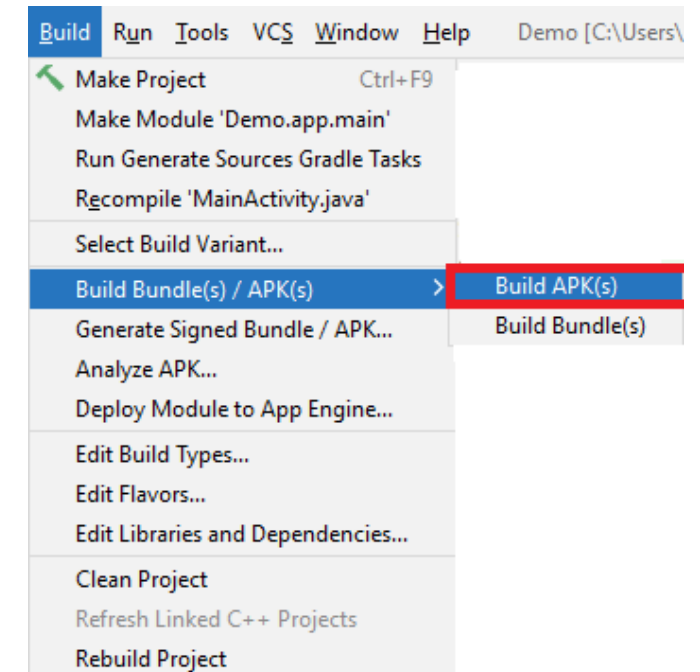 Build Run Tools VCS Window Help Demo [C:\Users\
Make Project Ctrl+F9
Make Module 'Demo.app.main'
Run Generate Sources Gradle Tasks
Recompile 'MainActivity.java'
Select Build Variant...
Build Bundle(s) / APK(s) > Build APK(s)
Generate Signed Bundle / APK... Build Bundle(s)
Analyze APK...
Deploy Module to App Engine...
Edit Build Types...
Edit Flavors...
Edit Libraries and Dependencies...
Clean Project
Refresh Linked C++ Projects
Rebuild Project